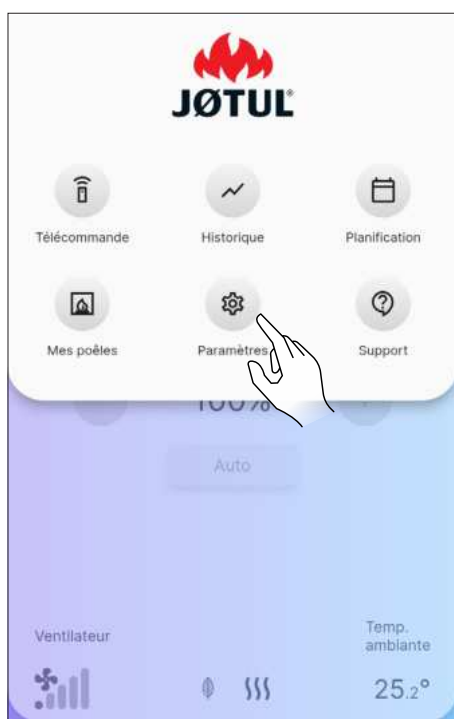 JØTUL
Télécommande
Historique
Planification
Mes poêles
Paramètres
Support
100%
Auto
Ventilateur
Temp.
ambiante
25.2°